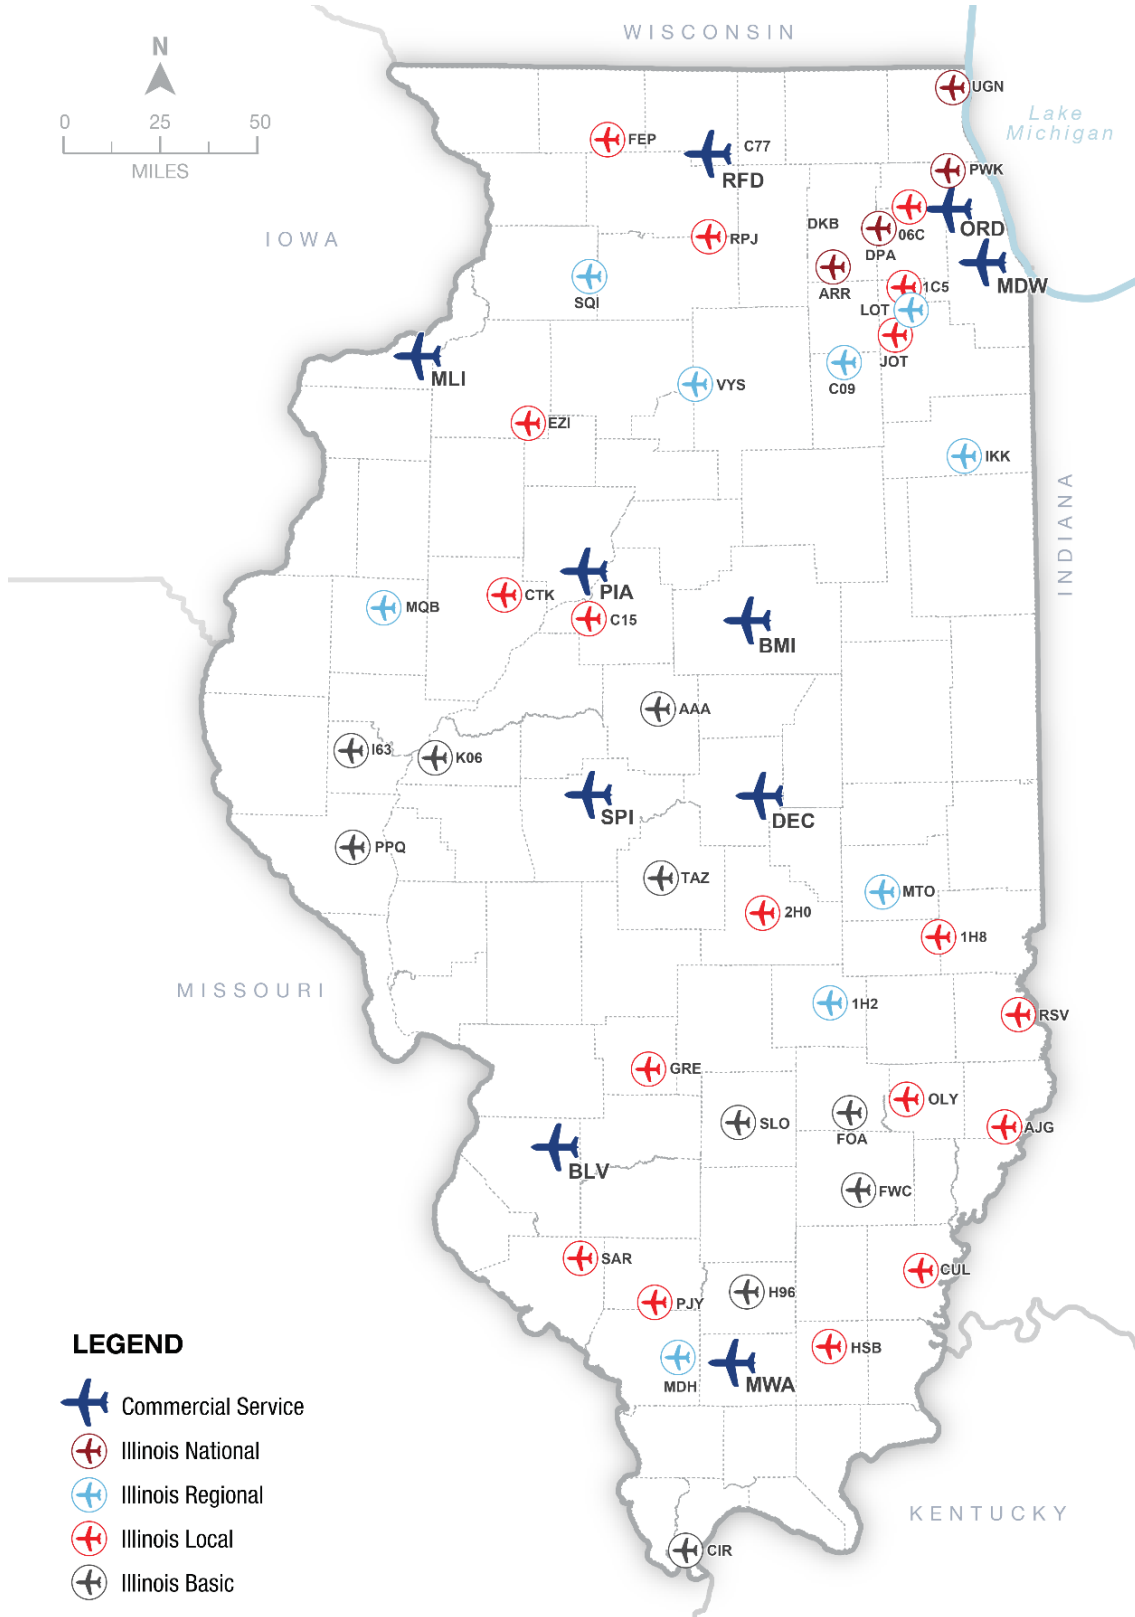 WISCONSIN
N
0 25 50
MILES
UGN
Lake
Michigan
FEP
C77
RFD
PWK
IOWA
RPJ
DKB
06C
ORD
DPA
MDW
ARR
1C5
SQI
LOT
JOT
MLI
VYS
C09
EZI
IKK
INDIANA
PIA
CTK
MQB
C15
BMI
AAA
I63
K06
SPI
DEC
PPQ
TAZ
MTO
2H0
1H8
MISSOURI
1H2
RSV
GRE
OLY
SLO
FOA
AJG
BLV
FWC
SAR
CUL
H96
PJY
HSB
MDH
MWA
LEGEND
Commercial Service
Illinois National
Illinois Regional
Illinois Local
Illinois Basic
KENTUCKY
CIR